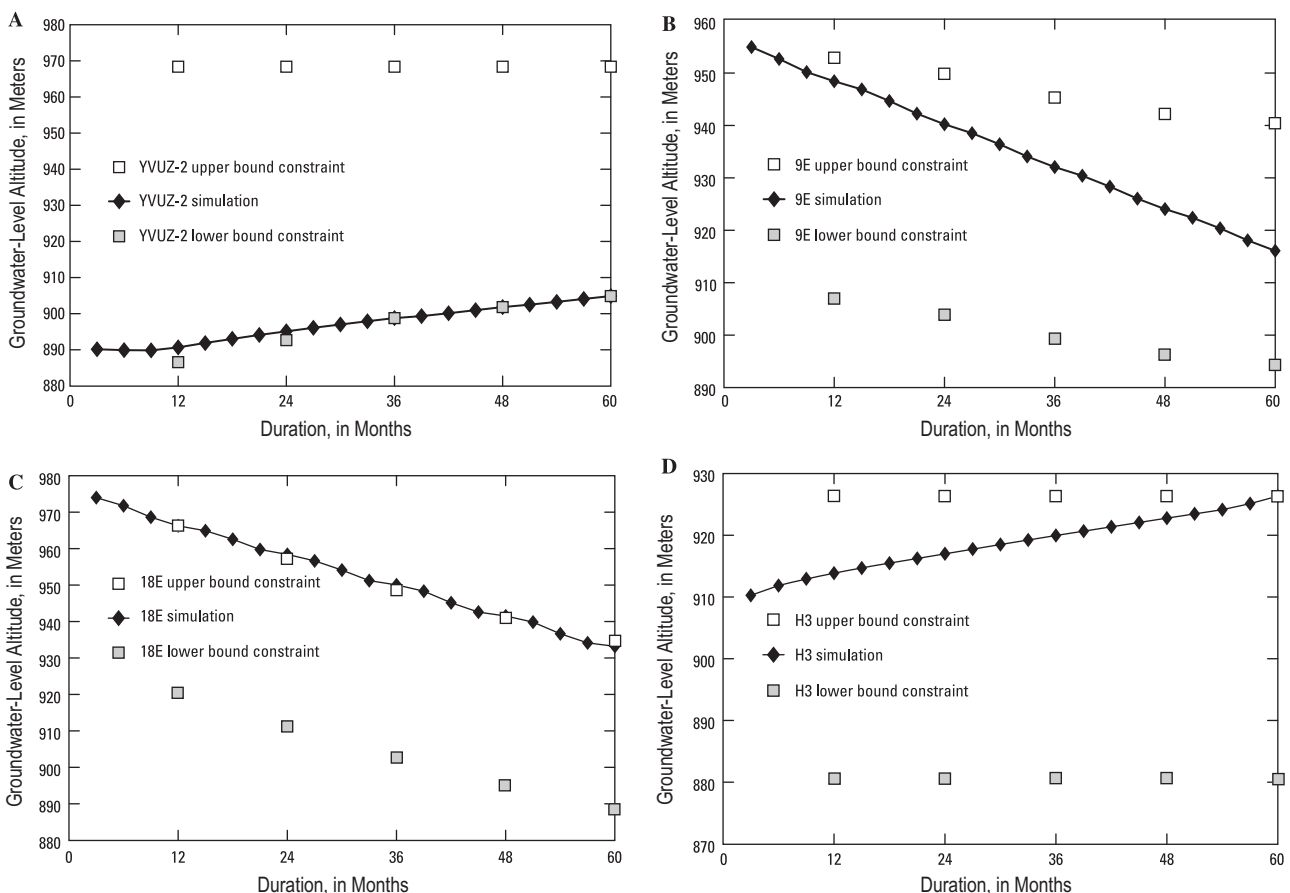 A
Groundwater-Level Altitude, in Meters
980
970
960
950
940
930
920
910
900
890
880
YVUZ-2 upper bound constraint
YVUZ-2 simulation
YVUZ-2 lower bound constraint
0 12 24 36 48 60
Duration, in Months
B
Groundwater-Level Altitude, in Meters
960
950
940
930
920
910
900
890
9E upper bound constraint
9E simulation
9E lower bound constraint
0 12 24 36 48 60
Duration, in Months
C
Groundwater-Level Altitude, in Meters
980
970
960
950
940
930
920
910
900
890
880
18E upper bound constraint
18E simulation
18E lower bound constraint
0 12 24 36 48 60
Duration, in Months
D
Groundwater-Level Altitude, in Meters
930
920
910
900
890
880
870
H3 upper bound constraint
H3 simulation
H3 lower bound constraint
0 12 24 36 48 60
Duration, in Months